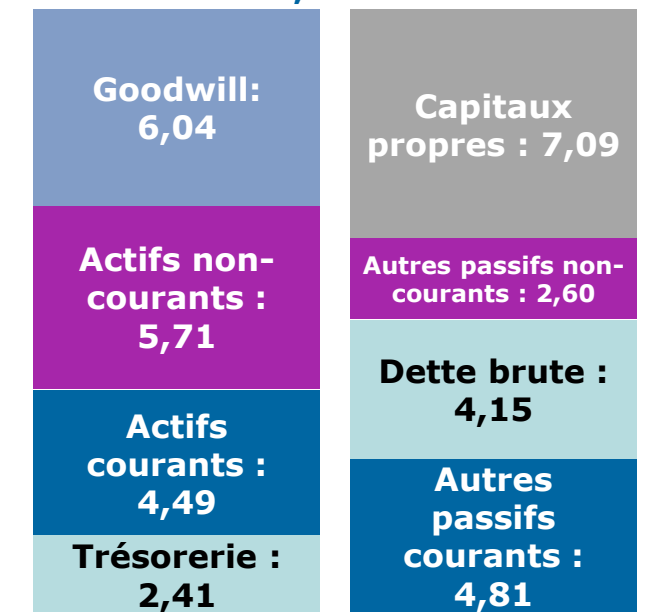 Goodwill:
6,04
Actifs non-
courants :
5,71
Actifs
courants :
4,49
Trésorerie :
2,41
Capitaux
propres : 7,09
Autres passifs non-
courants : 2,60
Dette brute :
4,15
Autres
passifs
courants :
4,81